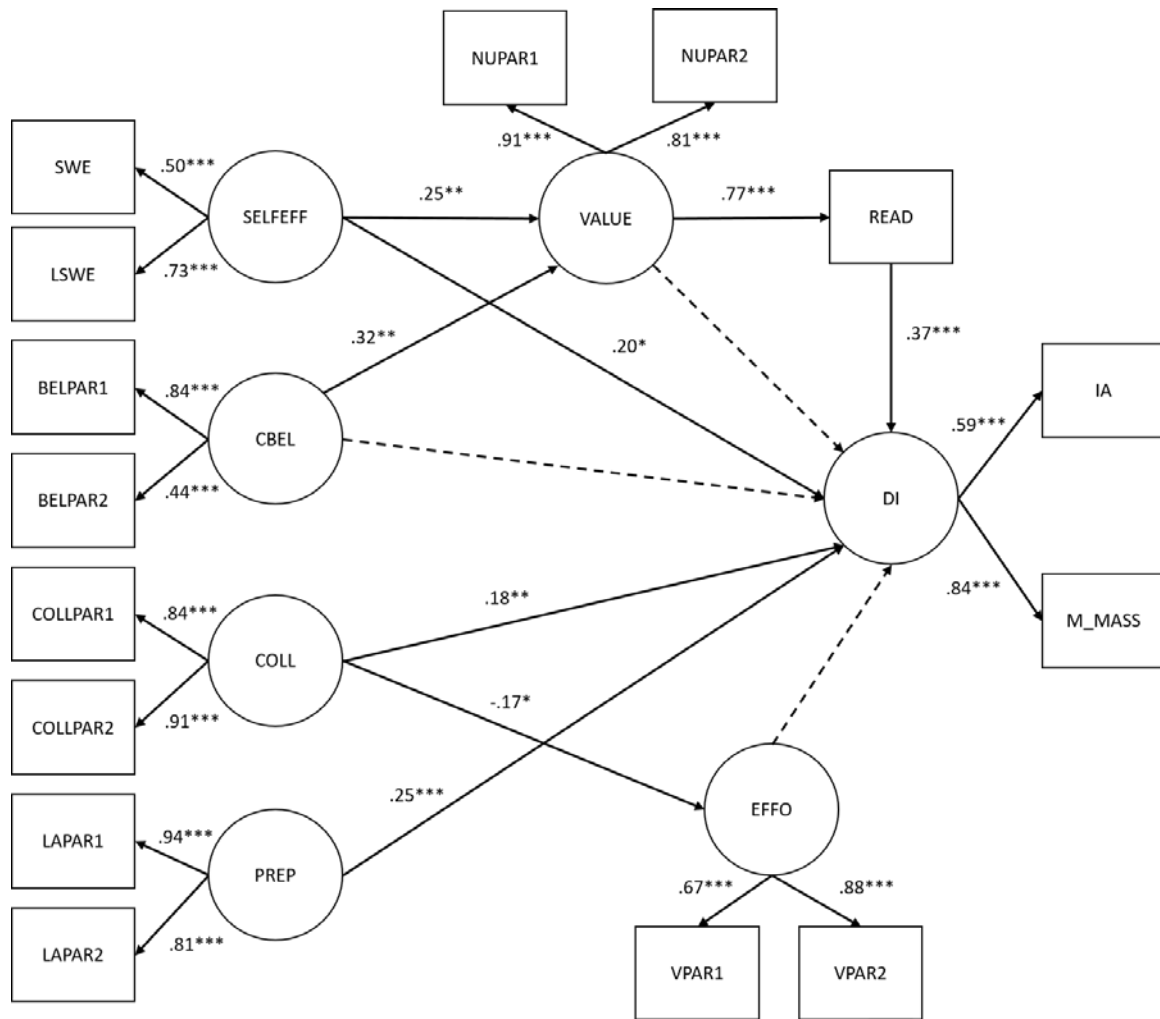 NUPAR1
NUPAR2
.91***
.81***
SWE
.50***
SELFEFF
.25**
VALUE
.77***
READ
LSWE
.73***
.32**
.20*
.37***
BELPAR1
.84***
CBEL
IA
.59***
BELPAR2
.44***
DI
COLLPAR1
.84***
COLL
.18**
.84***
M_MASS
COLLPAR2
.91***
-.17*
LAPAR1
.94***
PREP
.25***
EFFO
LAPAR2
.81***
.67***
.88***
VPAR1
VPAR2